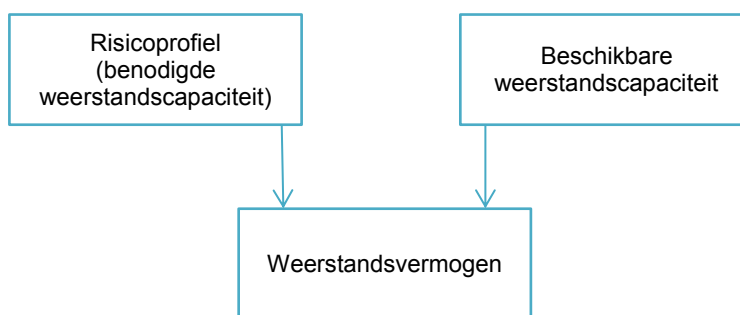 Risicoprofiel
(benodigde
weerstandscapaciteit)
Beschikbare
weerstandscapaciteit
Weerstandsvermogen